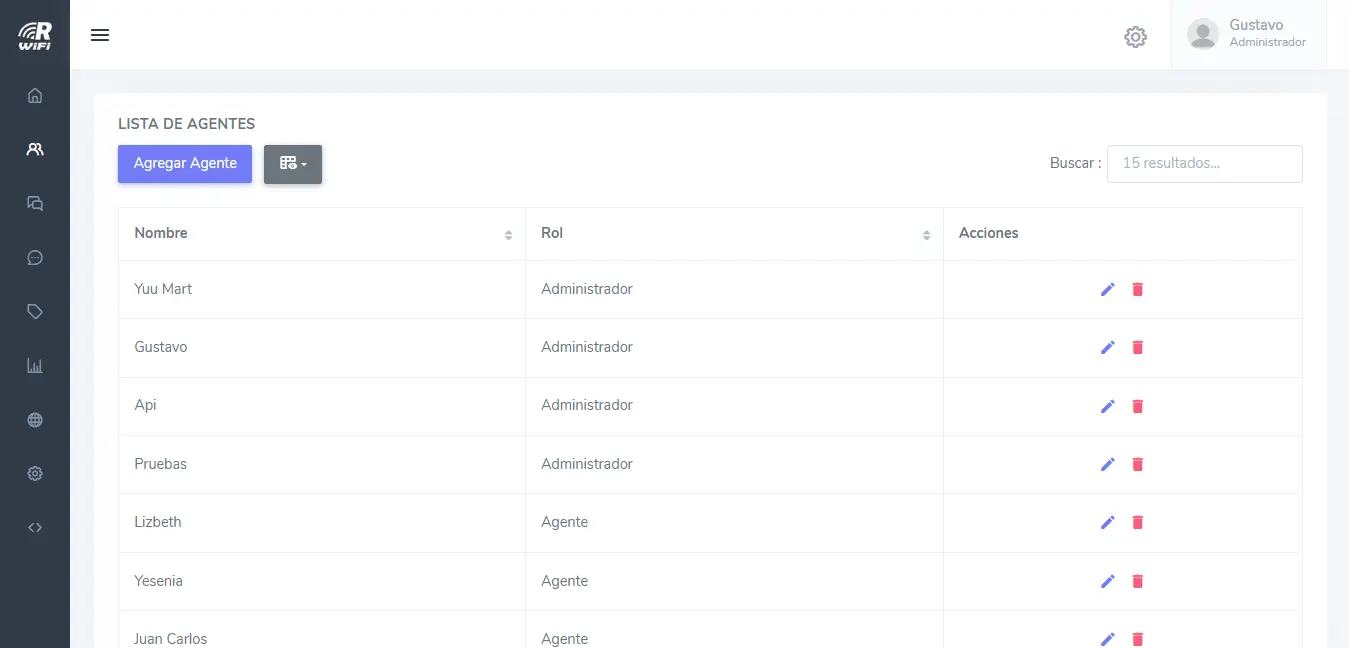 R
WiFi
Gustavo
Administrador
LISTA DE AGENTES
Agregar Agente
Buscar : 15 resultados...
Nombre Rol Acciones
Yuu Mart Administrador
Gustavo Administrador
Api Administrador
Pruebas Administrador
Lizbeth Agente
Yesenia Agente
Juan Carlos Agente